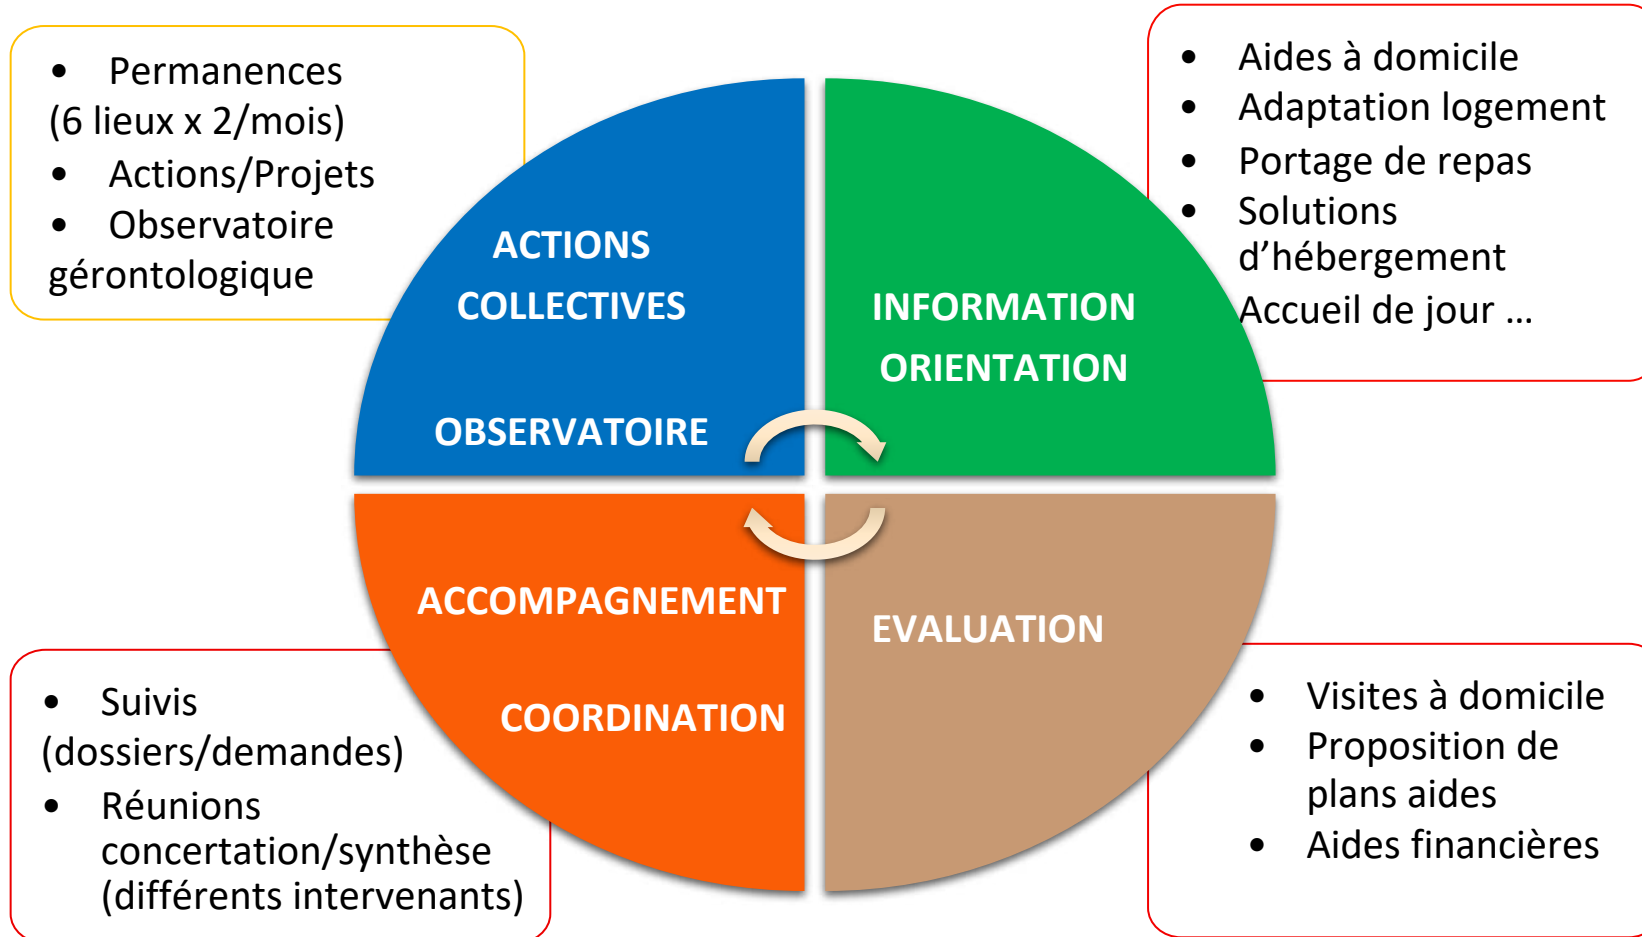 • Permanences
(6 lieux x 2/mois)
• Actions/Projets
• Observatoire
gérontologique
• Aides à domicile
• Adaptation logement
• Portage de repas
• Solutions
d’hébergement
Accueil de jour ...
ACTIONS
COLLECTIVES
OBSERVATOIRE
INFORMATION
ORIENTATION
ACCOMPAGNEMENT
COORDINATION
EVALUATION
• Suivis
(dossiers/demandes)
• Réunions
concertation/synthèse
(différents intervenants)
• Visites à domicile
• Proposition de
plans aides
• Aides financières